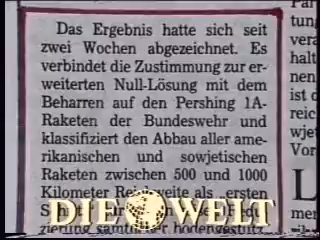 Das Ergebnis hatte sich seit
zwei Wochen abgezeichnet. Es
verbindet die Zustimmung zur er-
weiterten Null-Lösung mit dem
Beharren auf den Pershing 1A-
Raketen der Bundeswehr und
klassifiziert den Abbau aller ame-
rikanischen und sowjetischen
Raketen zwischen 500 und 1000
Kilometer als „ersten
DIE WELT
der